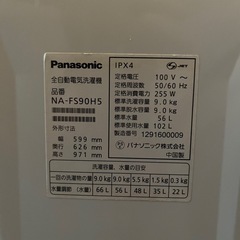 Panasonic
全自動電気洗濯機
品番
NA-FS90H5
外形寸法
幅 599 mm
奥行 626 mm
高さ 971 mm
IPX4
JET
定格電圧 100 V～
定格周波数 50/60 Hz
定格消費電力 255 W
標準洗濯容量 9.0 kg
標準脱水容量 9.0 kg
標準水量 56 L
標準使用水量 102 L
製造番号 1291600009
パナソニック株式会社
中国製
一回の洗濯物の量 9.0 kg 9.0 kg 5.5 kg 1.5 kg 0.3 kg
水量調節（水量） 66 L 56 L 48 L 35 L 22 L